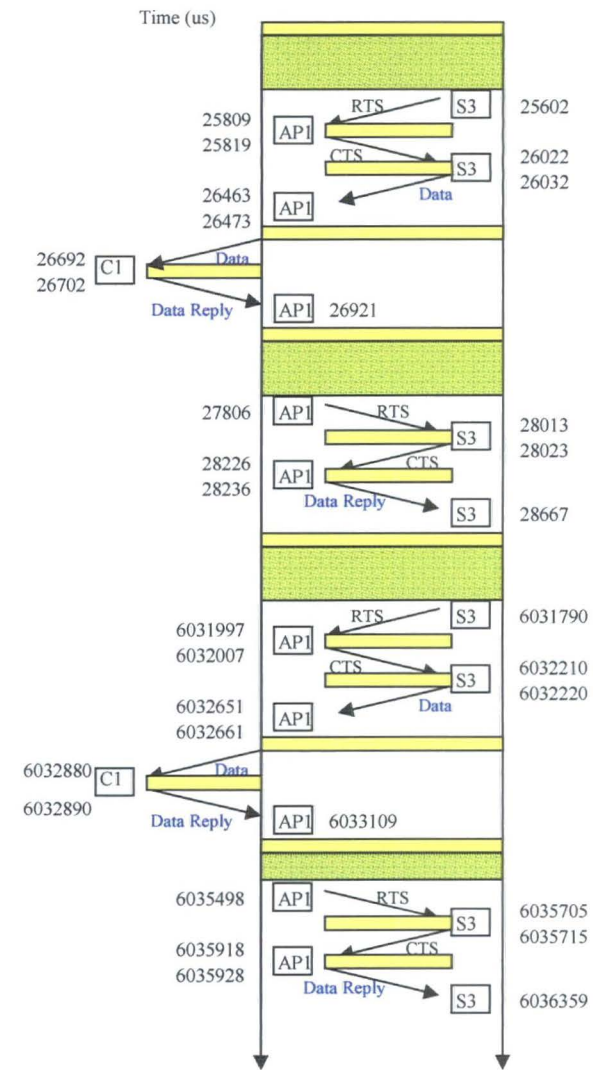 Time (us)
RTS S3 25602
25809 AP1
25819
CTS S3 26022
26032
26463 AP1 Data
26473
26692 C1 Data
26702
Data Reply AP1 26921
27806 AP1 RTS
S3 28013
28023
28226 AP1 CTS
28236
Data Reply S3 28667
RTS S3 6031790
6031997 AP1
6032007
CTS S3 6032210
6032220
6032651 AP1 Data
6032661
6032880 C1 Data
6032890
Data Reply AP1 6033109
6035498 AP1 RTS
S3 6035705
6035715
6035918 AP1 CTS
6035928
Data Reply S3 6036359